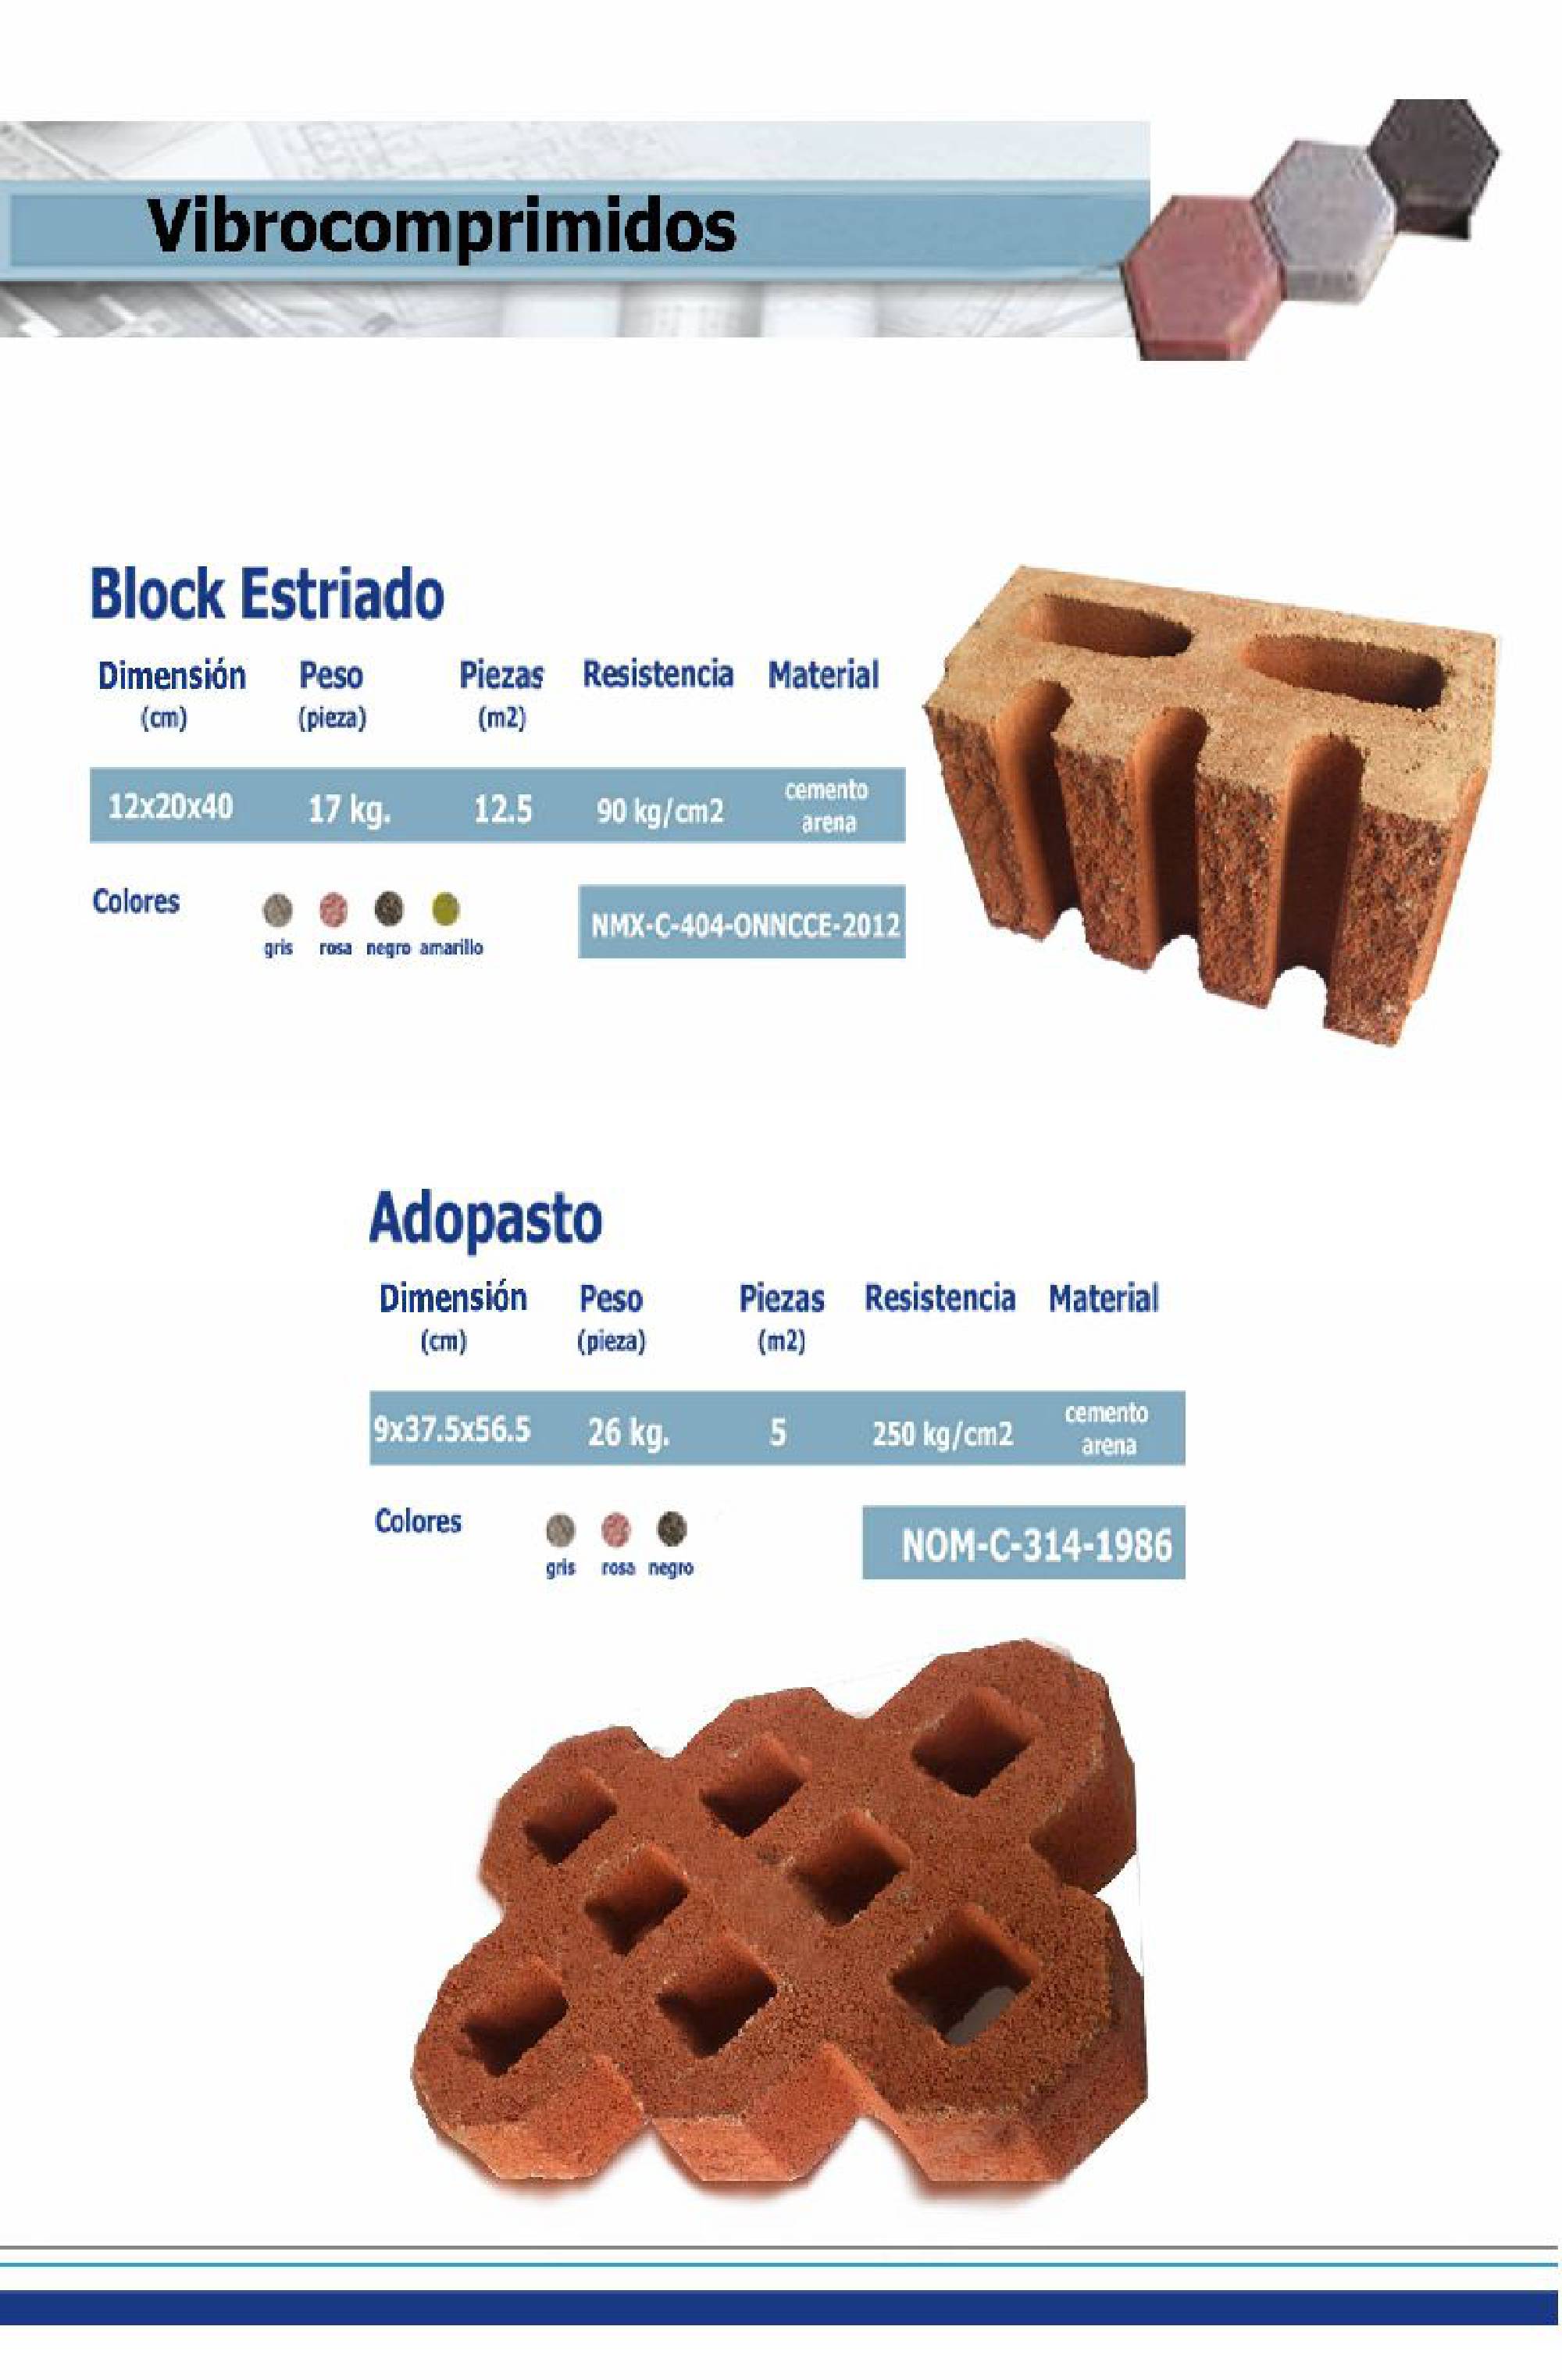 Vibrocomprimidos
Block Estriado
Dimensión Peso Piezas Resistencia Material
(cm) (pieza) (m2)
12x20x40 17 kg. 12.5 90 kg/cm2 cemento arena
Colores
gris rosa negro amarillo
NMX-C-404-ONNCCE-2012
Adopasto
Dimensión Peso Piezas Resistencia Material
(cm) (pieza) (m2)
9x37.5x56.5 26 kg. 5 250 kg/cm2 cemento arena
Colores
gris rosa negro
NOM-C-314-1986